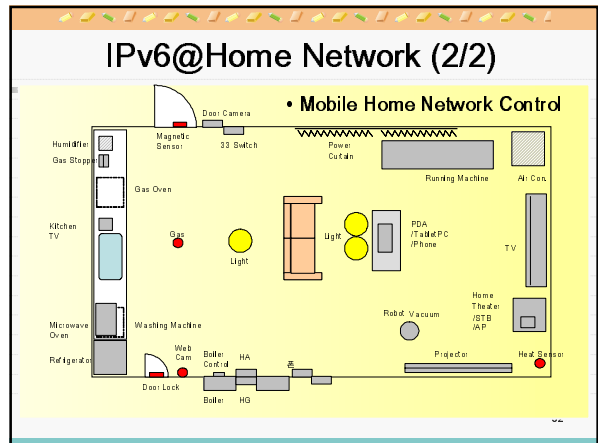 IPv6@Home Network (2/2)
• Mobile Home Network Control
Door Camera
Magnetic
Sensor
33 Switch
Power
Curtain
Humidifier
Gas Stopper
Running Machine
Air Con.
Gas Oven
Kitchen
TV
Gas
Light
Light
PDA
/TabletPC
/Phone
TV
Home
Theater
/STB
/AP
Robot Vacuum
Microwave
Oven
Washing Machine
Refrigerator
Web
Cam
Boiler
Control
HA
폰
Projector
Heat Sensor
Door Lock
Boiler
HG